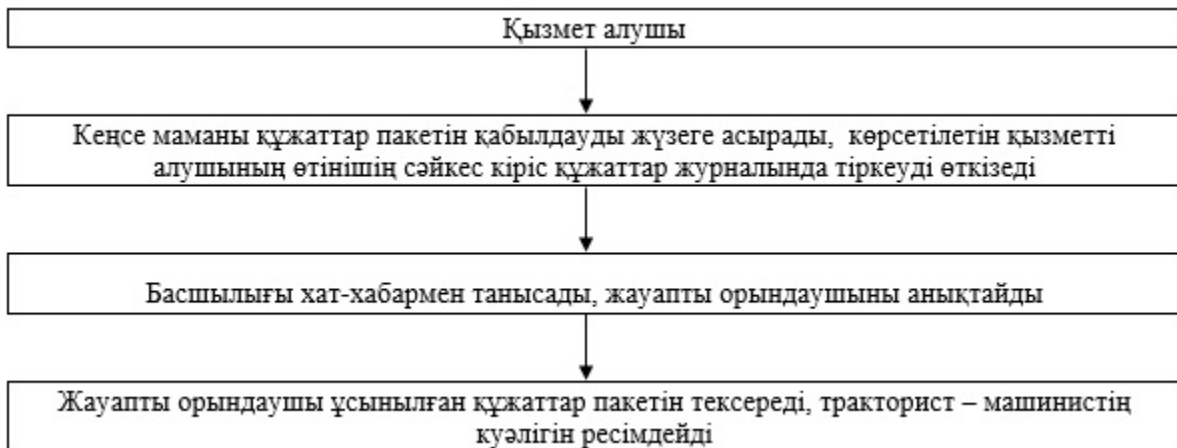 Қызмет алушы
Кеңсе маманы құжаттар пакетін қабылдауды жүзеге асырады, көрсетілетін қызметті
алушының өтінішің сәйкес кіріс құжаттар журналында тіркеуді өткізеді
Басшылығы хат-хабармен танысады, жауапты орындаушыны анықтайды
Жауапты орындаушы ұсынылған құжаттар пакетін тексереді, тракторист – машинистің
куәлігін ресімдейді